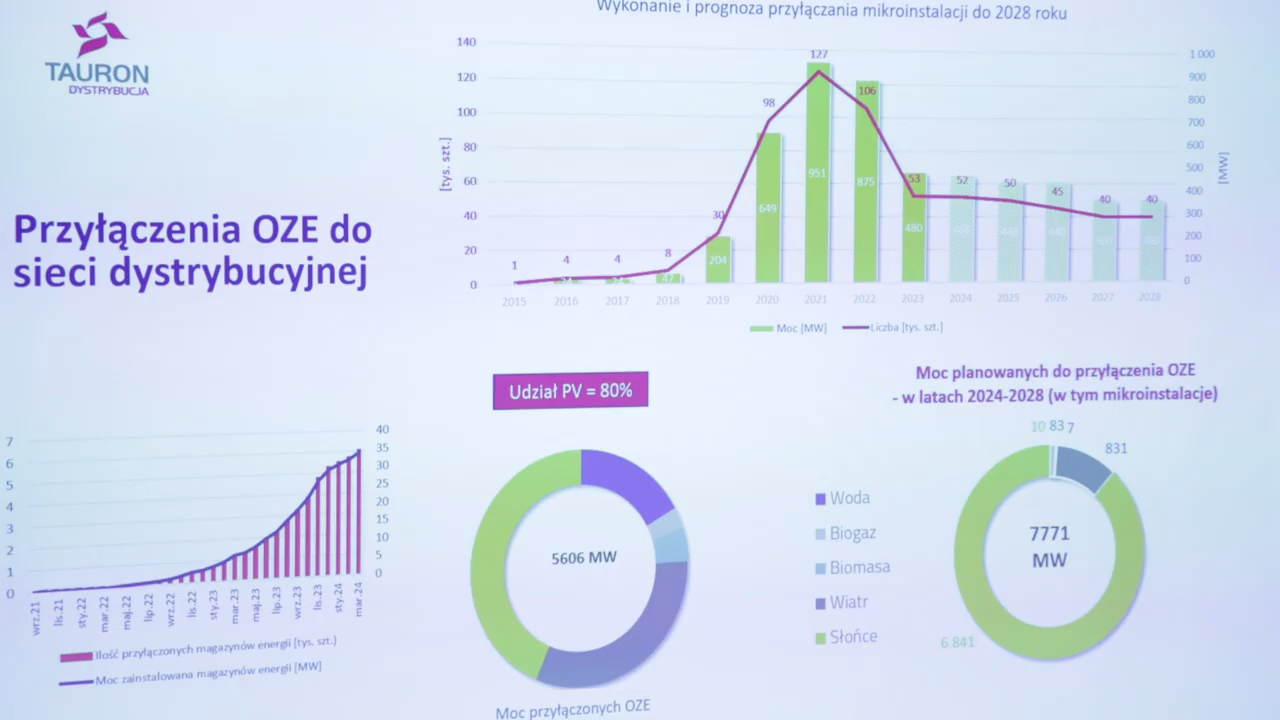 TAURON
DYSTRYBUCJA
Przyłączenia OZE do
sieci dystrybucyjnej
Wykonanie i prognoza przyłączania mikroinstalacji do 2028 roku
[tys. szt.]
140
120
100
80
60
40
20
0
1 4 4 8 30 98 127 106 53 52 50 45 40 40
47 204 649 951 875 480
2015 2016 2017 2018 2019 2020 2021 2022 2023 2024 2025 2026 2027 2028
1 000
900
800
700
600
500
400
300
200
100
0
[MW]
Moc [MW] Liczba [tys. szt.]
7
6
5
4
3
2
1
0
40
35
30
25
20
15
10
5
0
wrz.21 lis.21 sty.22 mar.22 maj.22 lip.22 wrz.22 lis.22 sty.23 mar.23 maj.23 lip.23 wrz.23 lis.23 sty.24 mar.24
Ilość przyłączonych magazynów energii [tys. szt.]
Moc zainstalowana magazynów energii [MW]
Udział PV = 80%
5606 MW
Moc przyłączonych OZE
Woda
Biogaz
Biomasa
Wiatr
Słońce
Moc planowanych do przyłączenia OZE
- w latach 2024-2028 (w tym mikroinstalacje)
10 83 7
831
7771
MW
6 841